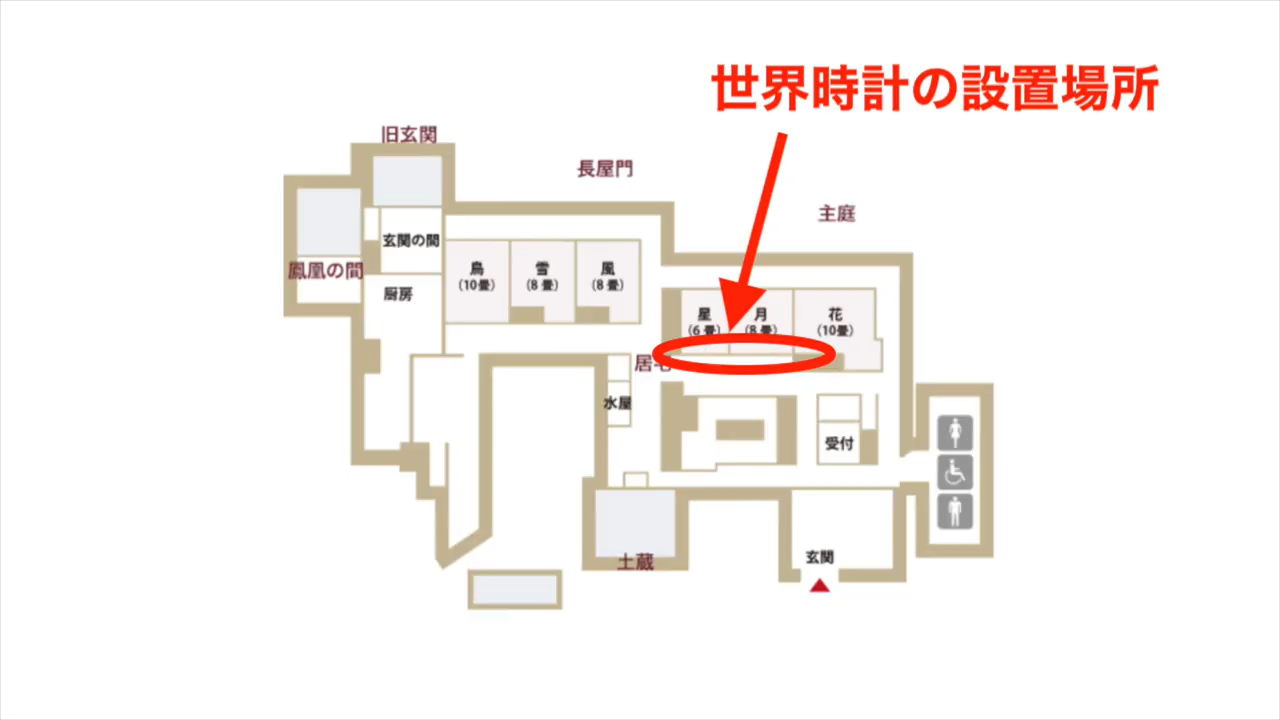 世界時計の設置場所
旧玄関
長屋門
主庭
玄関の間
鳥
(10畳)
雪
(8畳)
風
(8畳)
鳳凰の間
厨房
星
(6畳)
月
(8畳)
花
(10畳)
居宅
水屋
受付
土蔵
玄関